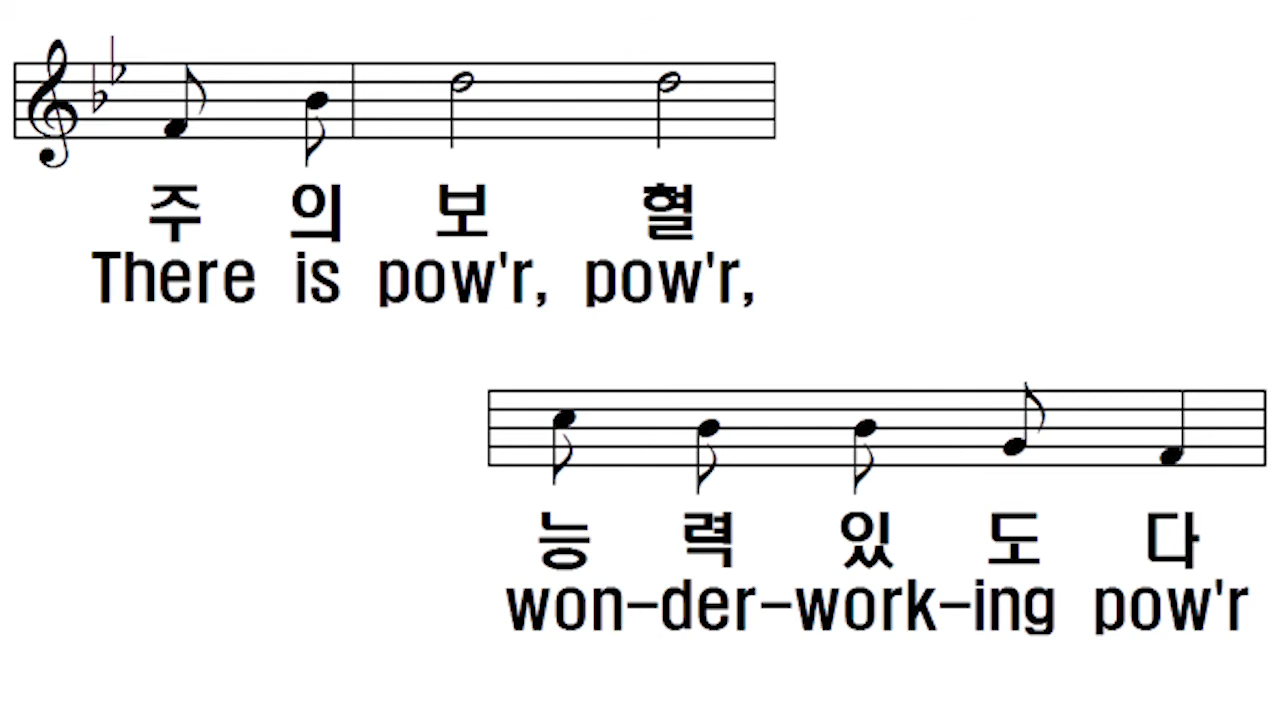 주 의 보 혈
There is pow'r, pow'r,
능 력 있 도 다
won-der-work-ing pow'r